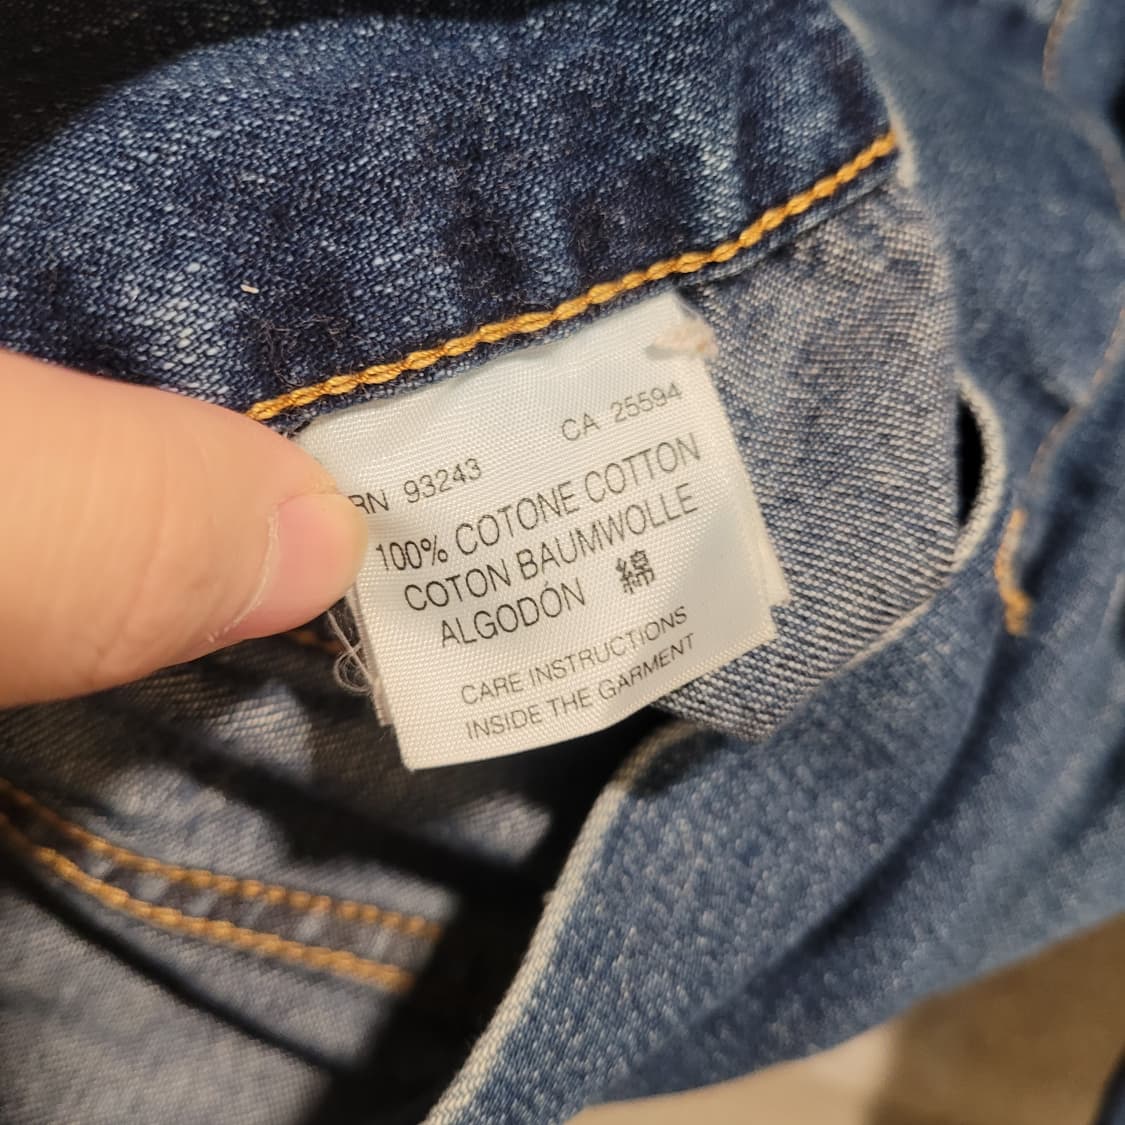 RN 93243 CA 25594
100% COTONE COTTON
COTON BAUMWOLLE
ALGODÓN 綿
CARE INSTRUCTIONS
INSIDE THE GARMENT